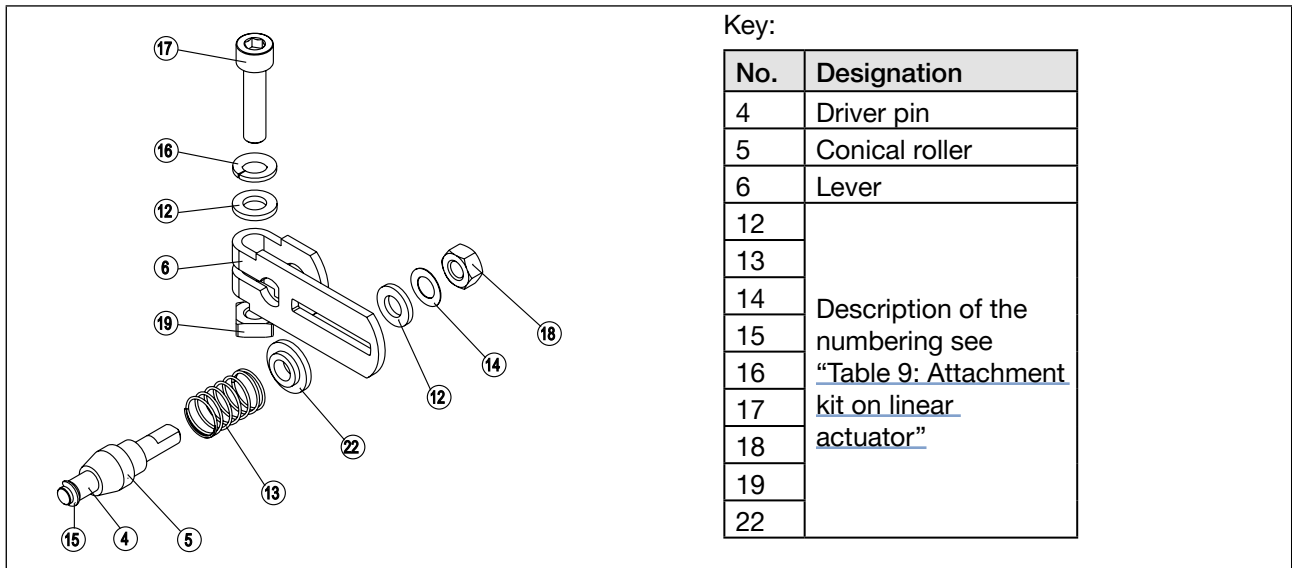 17
16
12
6
19
18
14
12
22
13
15 4 5
Key:
No. Designation
4 Driver pin
5 Conical roller
6 Lever
12
13
14
15
16
17
18
19
22
Description of the
numbering see
“Table 9: Attachment
kit on linear
actuator”